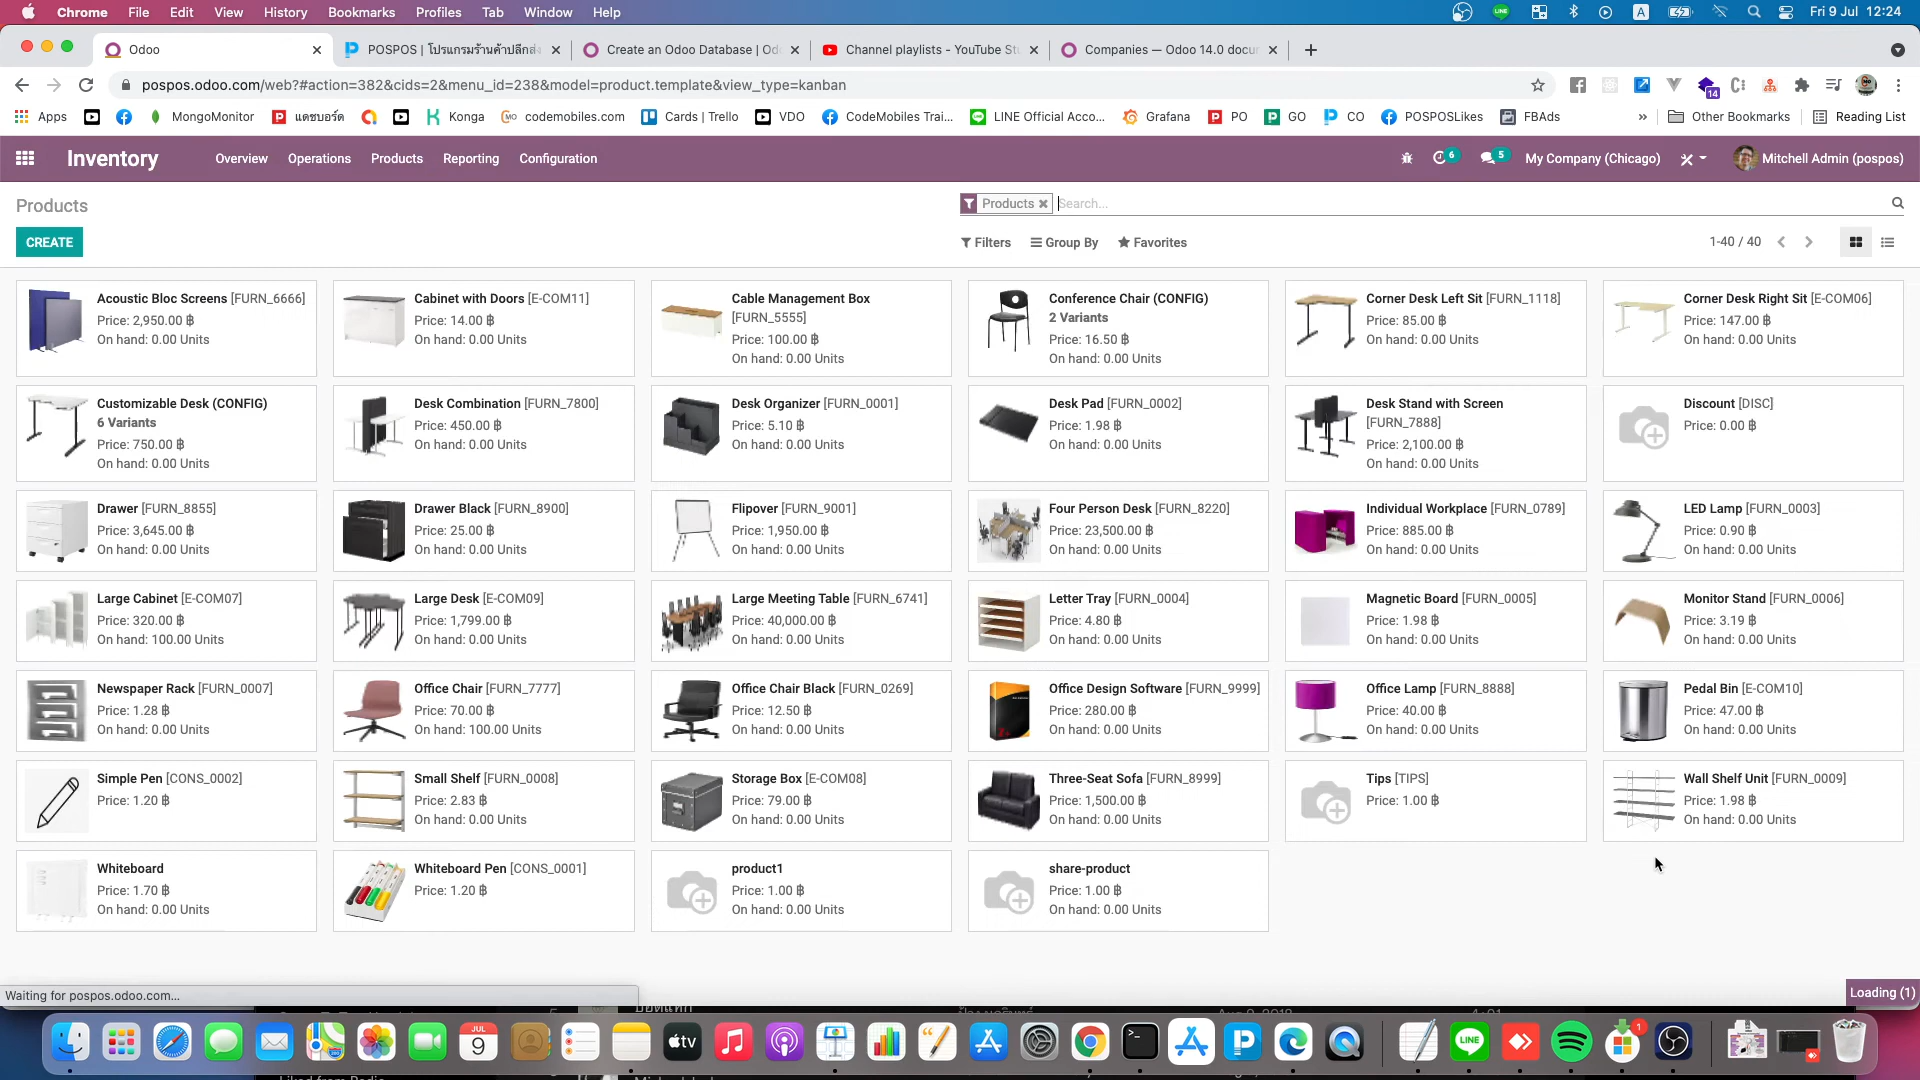 Chrome File Edit View History Bookmarks Profiles Tab Window Help
LINE A Fri 9 Jul 12:24
Odoo
POSPOS | โปรแกรมร้านค้าปลีกส่ง
Create an Odoo Database | Od
Channel playlists - YouTube Stu
Companies — Odoo 14.0 docu
pospos.odoo.com/web?#action=382&cids=2&menu_id=238&model=product.template&view_type=kanban
14
Apps MongoMonitor แดชบอร์ด Konga codemobiles.com Cards | Trello VDO CodeMobiles Trai... LINE Official Acco... Grafana PO GO CO POSPOSLikes FBAds » Other Bookmarks Reading List
Inventory Overview Operations Products Reporting Configuration
6 5 My Company (Chicago) Mitchell Admin (pospos)
Products
Products Search...
CREATE
Filters Group By Favorites 1-40 / 40
Acoustic Bloc Screens [FURN_6666]
Price: 2,950.00 ฿
On hand: 0.00 Units
Cabinet with Doors [E-COM11]
Price: 14.00 ฿
On hand: 0.00 Units
Cable Management Box
[FURN_5555]
Price: 100.00 ฿
On hand: 0.00 Units
Conference Chair (CONFIG)
2 Variants
Price: 16.50 ฿
On hand: 0.00 Units
Corner Desk Left Sit [FURN_1118]
Price: 85.00 ฿
On hand: 0.00 Units
Corner Desk Right Sit [E-COM06]
Price: 147.00 ฿
On hand: 0.00 Units
Customizable Desk (CONFIG)
6 Variants
Price: 750.00 ฿
On hand: 0.00 Units
Desk Combination [FURN_7800]
Price: 450.00 ฿
On hand: 0.00 Units
Desk Organizer [FURN_0001]
Price: 5.10 ฿
On hand: 0.00 Units
Desk Pad [FURN_0002]
Price: 1.98 ฿
On hand: 0.00 Units
Desk Stand with Screen
[FURN_7888]
Price: 2,100.00 ฿
On hand: 0.00 Units
Discount [DISC]
Price: 0.00 ฿
Drawer [FURN_8855]
Price: 3,645.00 ฿
On hand: 0.00 Units
Drawer Black [FURN_8900]
Price: 25.00 ฿
On hand: 0.00 Units
Flipover [FURN_9001]
Price: 1,950.00 ฿
On hand: 0.00 Units
Four Person Desk [FURN_8220]
Price: 23,500.00 ฿
On hand: 0.00 Units
Individual Workplace [FURN_0789]
Price: 885.00 ฿
On hand: 0.00 Units
LED Lamp [FURN_0003]
Price: 0.90 ฿
On hand: 0.00 Units
Large Cabinet [E-COM07]
Price: 320.00 ฿
On hand: 100.00 Units
Large Desk [E-COM09]
Price: 1,799.00 ฿
On hand: 0.00 Units
Large Meeting Table [FURN_6741]
Price: 40,000.00 ฿
On hand: 0.00 Units
Letter Tray [FURN_0004]
Price: 4.80 ฿
On hand: 0.00 Units
Magnetic Board [FURN_0005]
Price: 1.98 ฿
On hand: 0.00 Units
Monitor Stand [FURN_0006]
Price: 3.19 ฿
On hand: 0.00 Units
Newspaper Rack [FURN_0007]
Price: 1.28 ฿
On hand: 0.00 Units
Office Chair [FURN_7777]
Price: 70.00 ฿
On hand: 100.00 Units
Office Chair Black [FURN_0269]
Price: 12.50 ฿
On hand: 0.00 Units
Office Design Software [FURN_9999]
Price: 280.00 ฿
On hand: 0.00 Units
Office Lamp [FURN_8888]
Price: 40.00 ฿
On hand: 0.00 Units
Pedal Bin [E-COM10]
Price: 47.00 ฿
On hand: 0.00 Units
Simple Pen [CONS_0002]
Price: 1.20 ฿
Small Shelf [FURN_0008]
Price: 2.83 ฿
On hand: 0.00 Units
Storage Box [E-COM08]
Price: 79.00 ฿
On hand: 0.00 Units
Three-Seat Sofa [FURN_8999]
Price: 1,500.00 ฿
On hand: 0.00 Units
Tips [TIPS]
Price: 1.00 ฿
Wall Shelf Unit [FURN_0009]
Price: 1.98 ฿
On hand: 0.00 Units
Whiteboard
Price: 1.70 ฿
On hand: 0.00 Units
Whiteboard Pen [CONS_0001]
Price: 1.20 ฿
product1
Price: 1.00 ฿
On hand: 0.00 Units
share-product
Price: 1.00 ฿
On hand: 0.00 Units
Waiting for pospos.odoo.com...
Loading (1)
JUL
9
tv
LINE
1